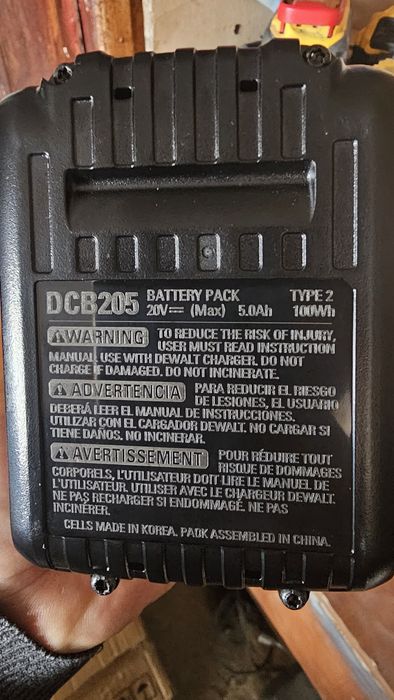 DCB205 BATTERY PACK TYPE 2
20V⎓ (Max) 5.0Ah 100Wh
WARNING TO REDUCE THE RISK OF INJURY,
USER MUST READ INSTRUCTION
MANUAL. USE WITH DEWALT CHARGER. DO NOT
CHARGE IF DAMAGED. DO NOT INCINERATE.
ADVERTENCIA PARA REDUCIR EL RIESGO
DE LESIONES, EL USUARIO
DEBERÁ LEER EL MANUAL DE INSTRUCCIONES.
UTILIZAR CON EL CARGADOR DEWALT. NO CARGAR SI
TIENE DAÑOS. NO INCINERAR.
AVERTISSEMENT POUR RÉDUIRE TOUT
RISQUE DE DOMMAGES
CORPORELS, L'UTILISATEUR DOIT LIRE LE MANUEL DE
L'UTILISATEUR. UTILISER AVEC LE CHARGEUR DEWALT.
NE PAS RECHARGER SI ENDOMMAGÉ. NE PAS
INCINÉRER.
CELLS MADE IN KOREA. PACK ASSEMBLED IN CHINA.